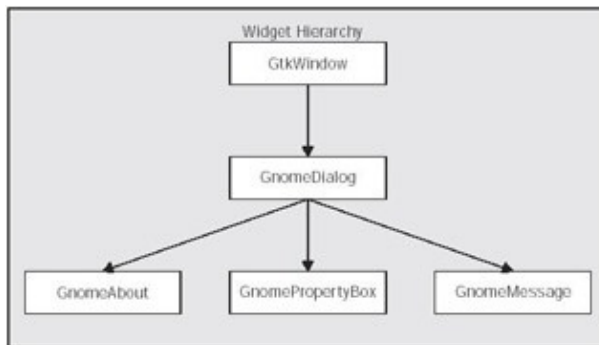 Widget Hierarchy
GtkWindow
GnomeDialog
GnomeAbout
GnomePropertyBox
GnomeMessage